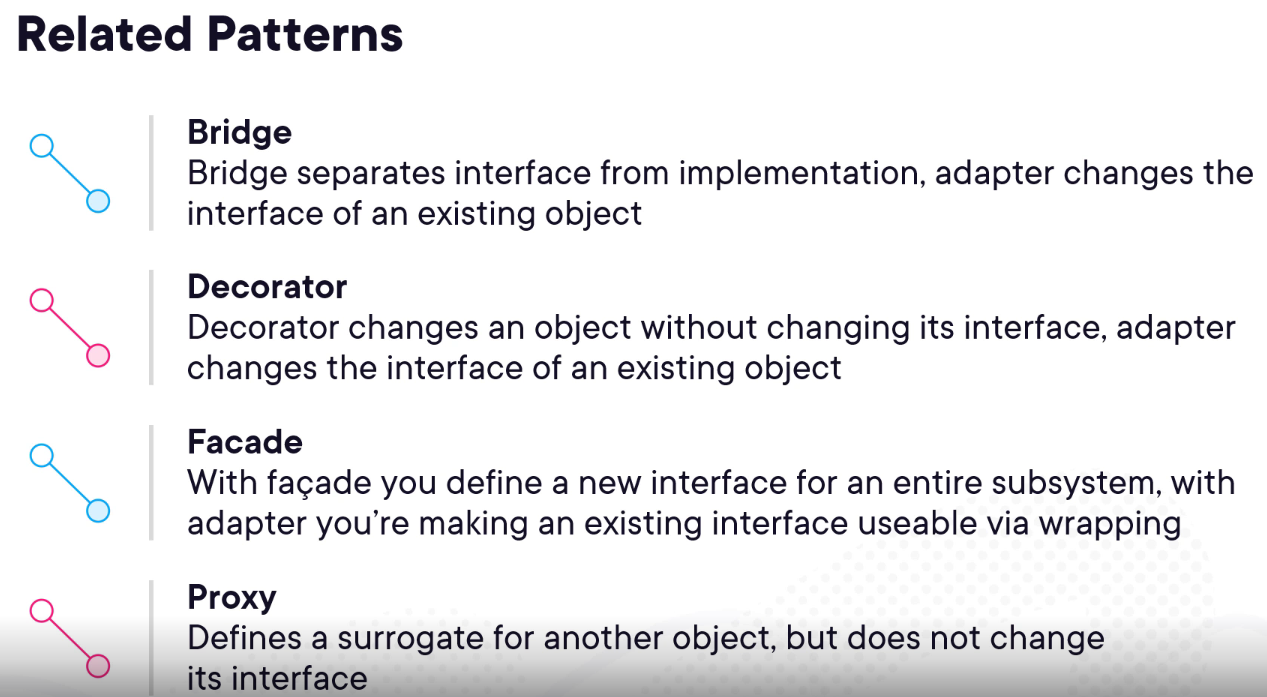 Related Patterns
Bridge
Bridge separates interface from implementation, adapter changes the
interface of an existing object
Decorator
Decorator changes an object without changing its interface, adapter
changes the interface of an existing object
Facade
With façade you define a new interface for an entire subsystem, with
adapter you’re making an existing interface useable via wrapping
Proxy
Defines a surrogate for another object, but does not change
its interface